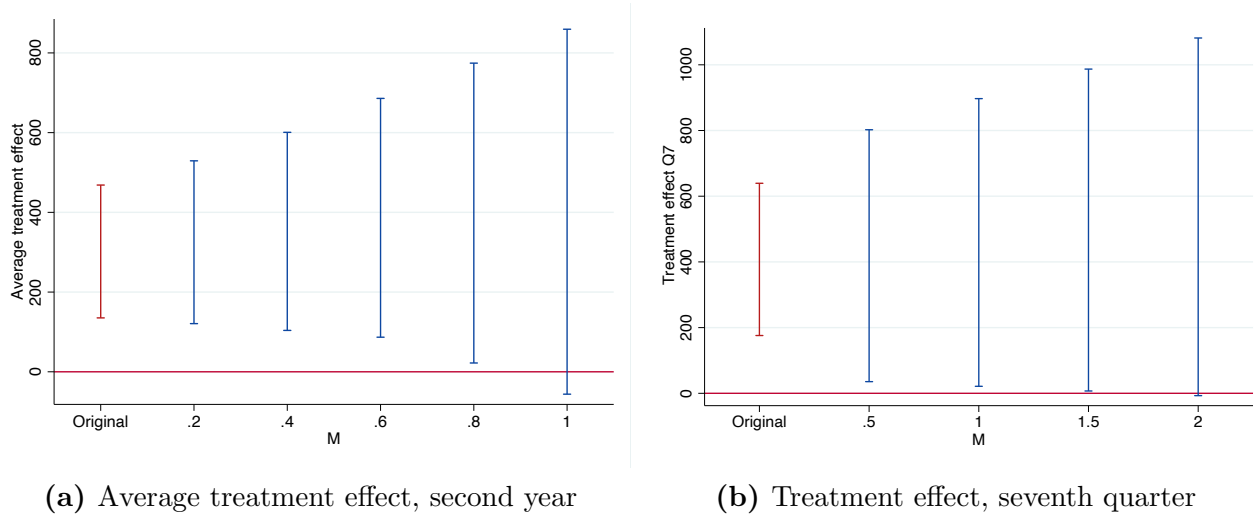 Average treatment effect
800
600
400
200
0
Original
.2
.4
.6
.8
1
M
(a) Average treatment effect, second year
Treatment effect Q7
1000
800
600
400
200
0
Original
.5
1
1.5
2
M
(b) Treatment effect, seventh quarter